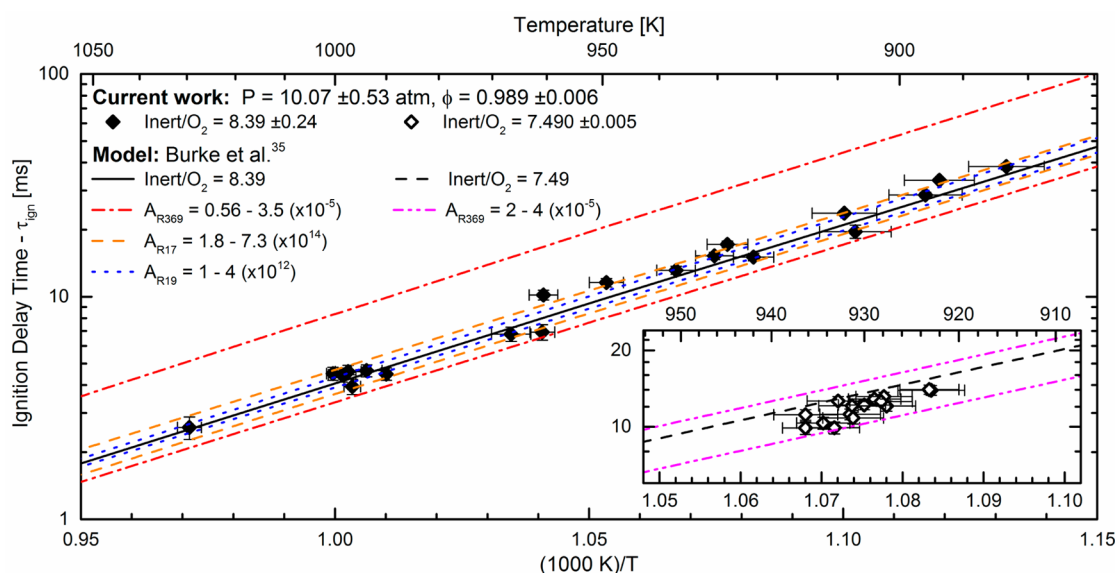 Temperature [K]
1050 1000 950 900
Ignition Delay Time - τign [ms]
100
10
1
Current work: P = 10.07 ±0.53 atm, ϕ = 0.989 ±0.006
Inert/O2 = 8.39 ±0.24 Inert/O2 = 7.490 ±0.005
Model: Burke et al.35
Inert/O2 = 8.39 Inert/O2 = 7.49
AR369 = 0.56 - 3.5 (x10-5) AR369 = 2 - 4 (x10-5)
AR17 = 1.8 - 7.3 (x1014)
AR19 = 1 - 4 (x1012)
950 940 930 920 910
20
10
1.05 1.06 1.07 1.08 1.09 1.10
0.95 1.00 1.05 1.10 1.15
(1000 K)/T